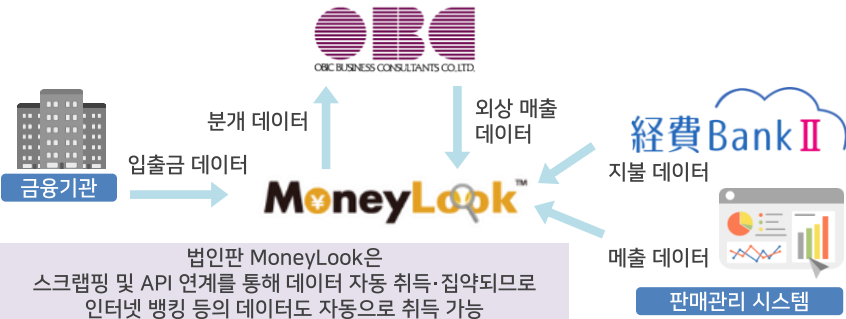 OBC
OBIC BUSINESS CONSULTANTS CO.,LTD.
분개 데이터
외상 매출
데이터
経費Bank II
입출금 데이터
지불 데이터
금융기관
MoneyLook™
메출 데이터
법인판 MoneyLook은
스크랩핑 및 API 연계를 통해 데이터 자동 취득·집약되므로
인터넷 뱅킹 등의 데이터도 자동으로 취득 가능
판매관리 시스템